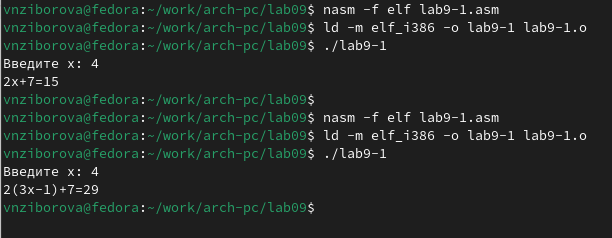 vnziborova@fedora:~/work/arch-pc/lab09$ nasm -f elf lab9-1.asm
vnziborova@fedora:~/work/arch-pc/lab09$ ld -m elf_i386 -o lab9-1 lab9-1.o
vnziborova@fedora:~/work/arch-pc/lab09$ ./lab9-1
Введите x: 4
2x+7=15
vnziborova@fedora:~/work/arch-pc/lab09$
vnziborova@fedora:~/work/arch-pc/lab09$ nasm -f elf lab9-1.asm
vnziborova@fedora:~/work/arch-pc/lab09$ ld -m elf_i386 -o lab9-1 lab9-1.o
vnziborova@fedora:~/work/arch-pc/lab09$ ./lab9-1
Введите x: 4
2(3x-1)+7=29
vnziborova@fedora:~/work/arch-pc/lab09$